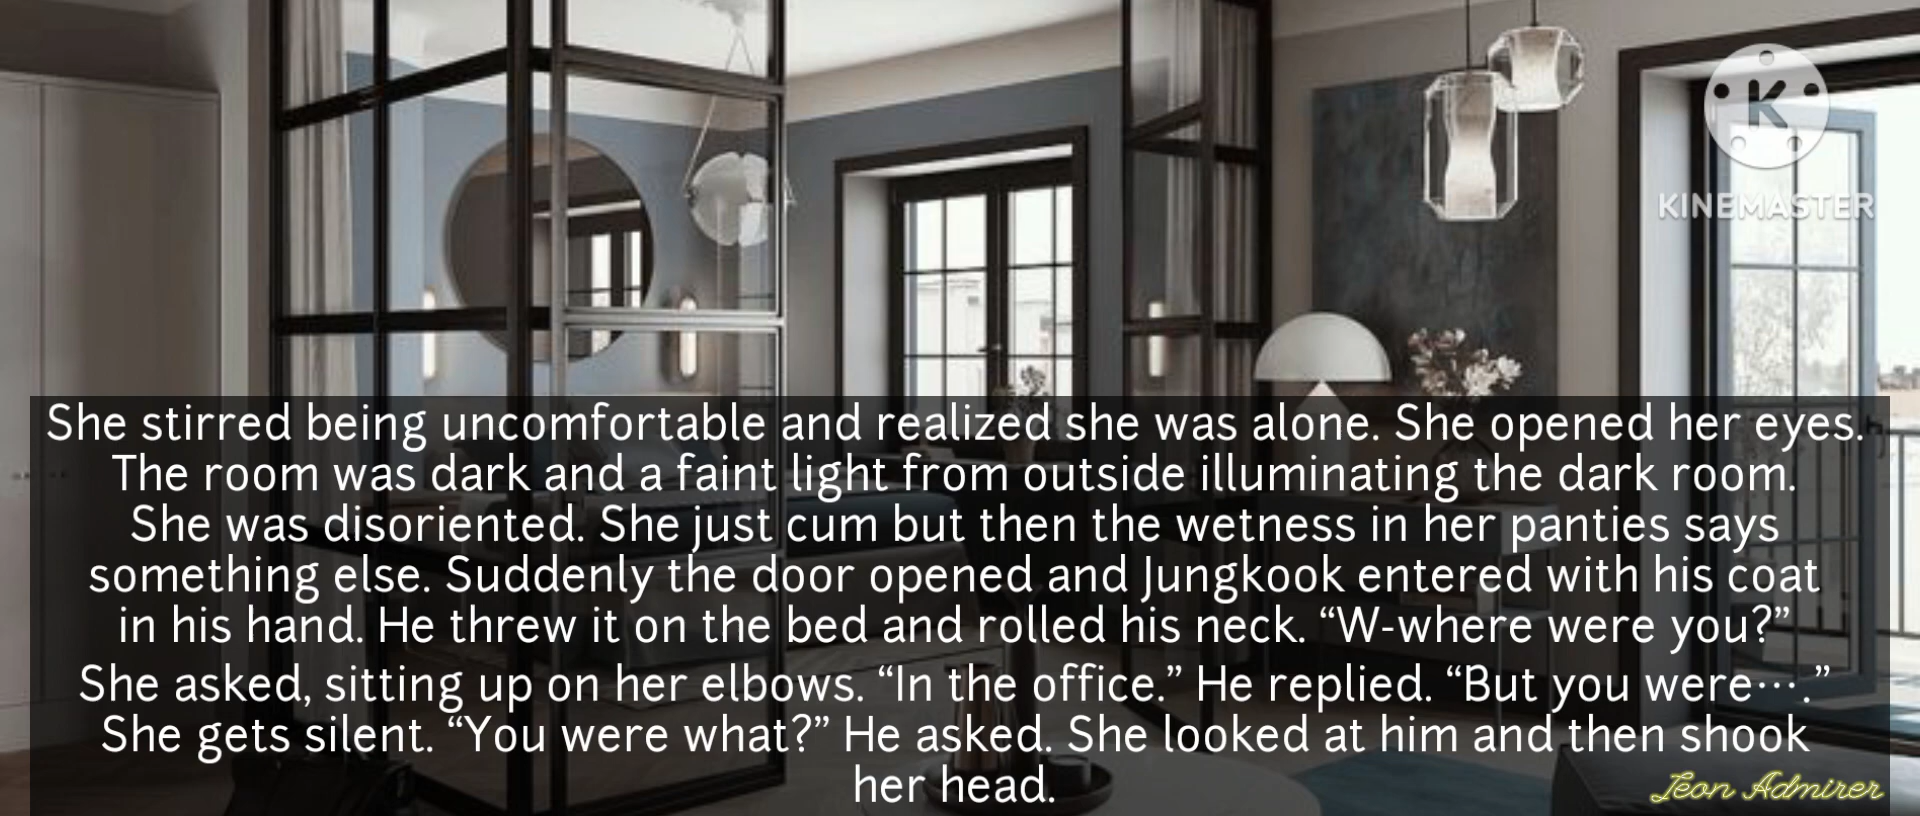 K
KINEMASTER
She stirred being uncomfortable and realized she was alone. She opened her eyes.
The room was dark and a faint light from outside illuminating the dark room.
She was disoriented. She just cum but then the wetness in her panties says
something else. Suddenly the door opened and Jungkook entered with his coat
in his hand. He threw it on the bed and rolled his neck. “W-where were you?”
She asked, sitting up on her elbows. “In the office.” He replied. “But you were⋯.”
She gets silent. “You were what?” He asked. She looked at him and then shook
her head.
Jeon Admirer